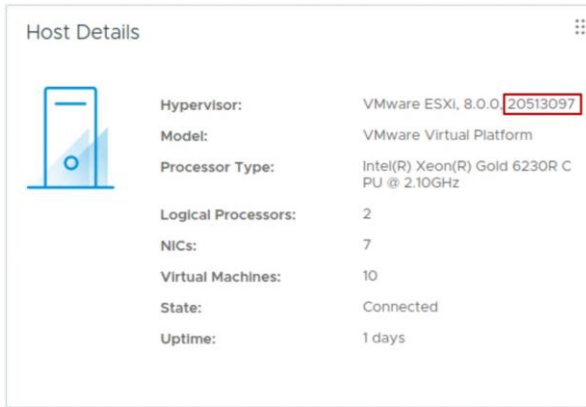 Host Details
Hypervisor: VMware ESXi, 8.0.0, 20513097
Model: VMware Virtual Platform
Processor Type: Intel(R) Xeon(R) Gold 6230R C
PU @ 2.10GHz
Logical Processors: 2
NICs: 7
Virtual Machines: 10
State: Connected
Uptime: 1 days